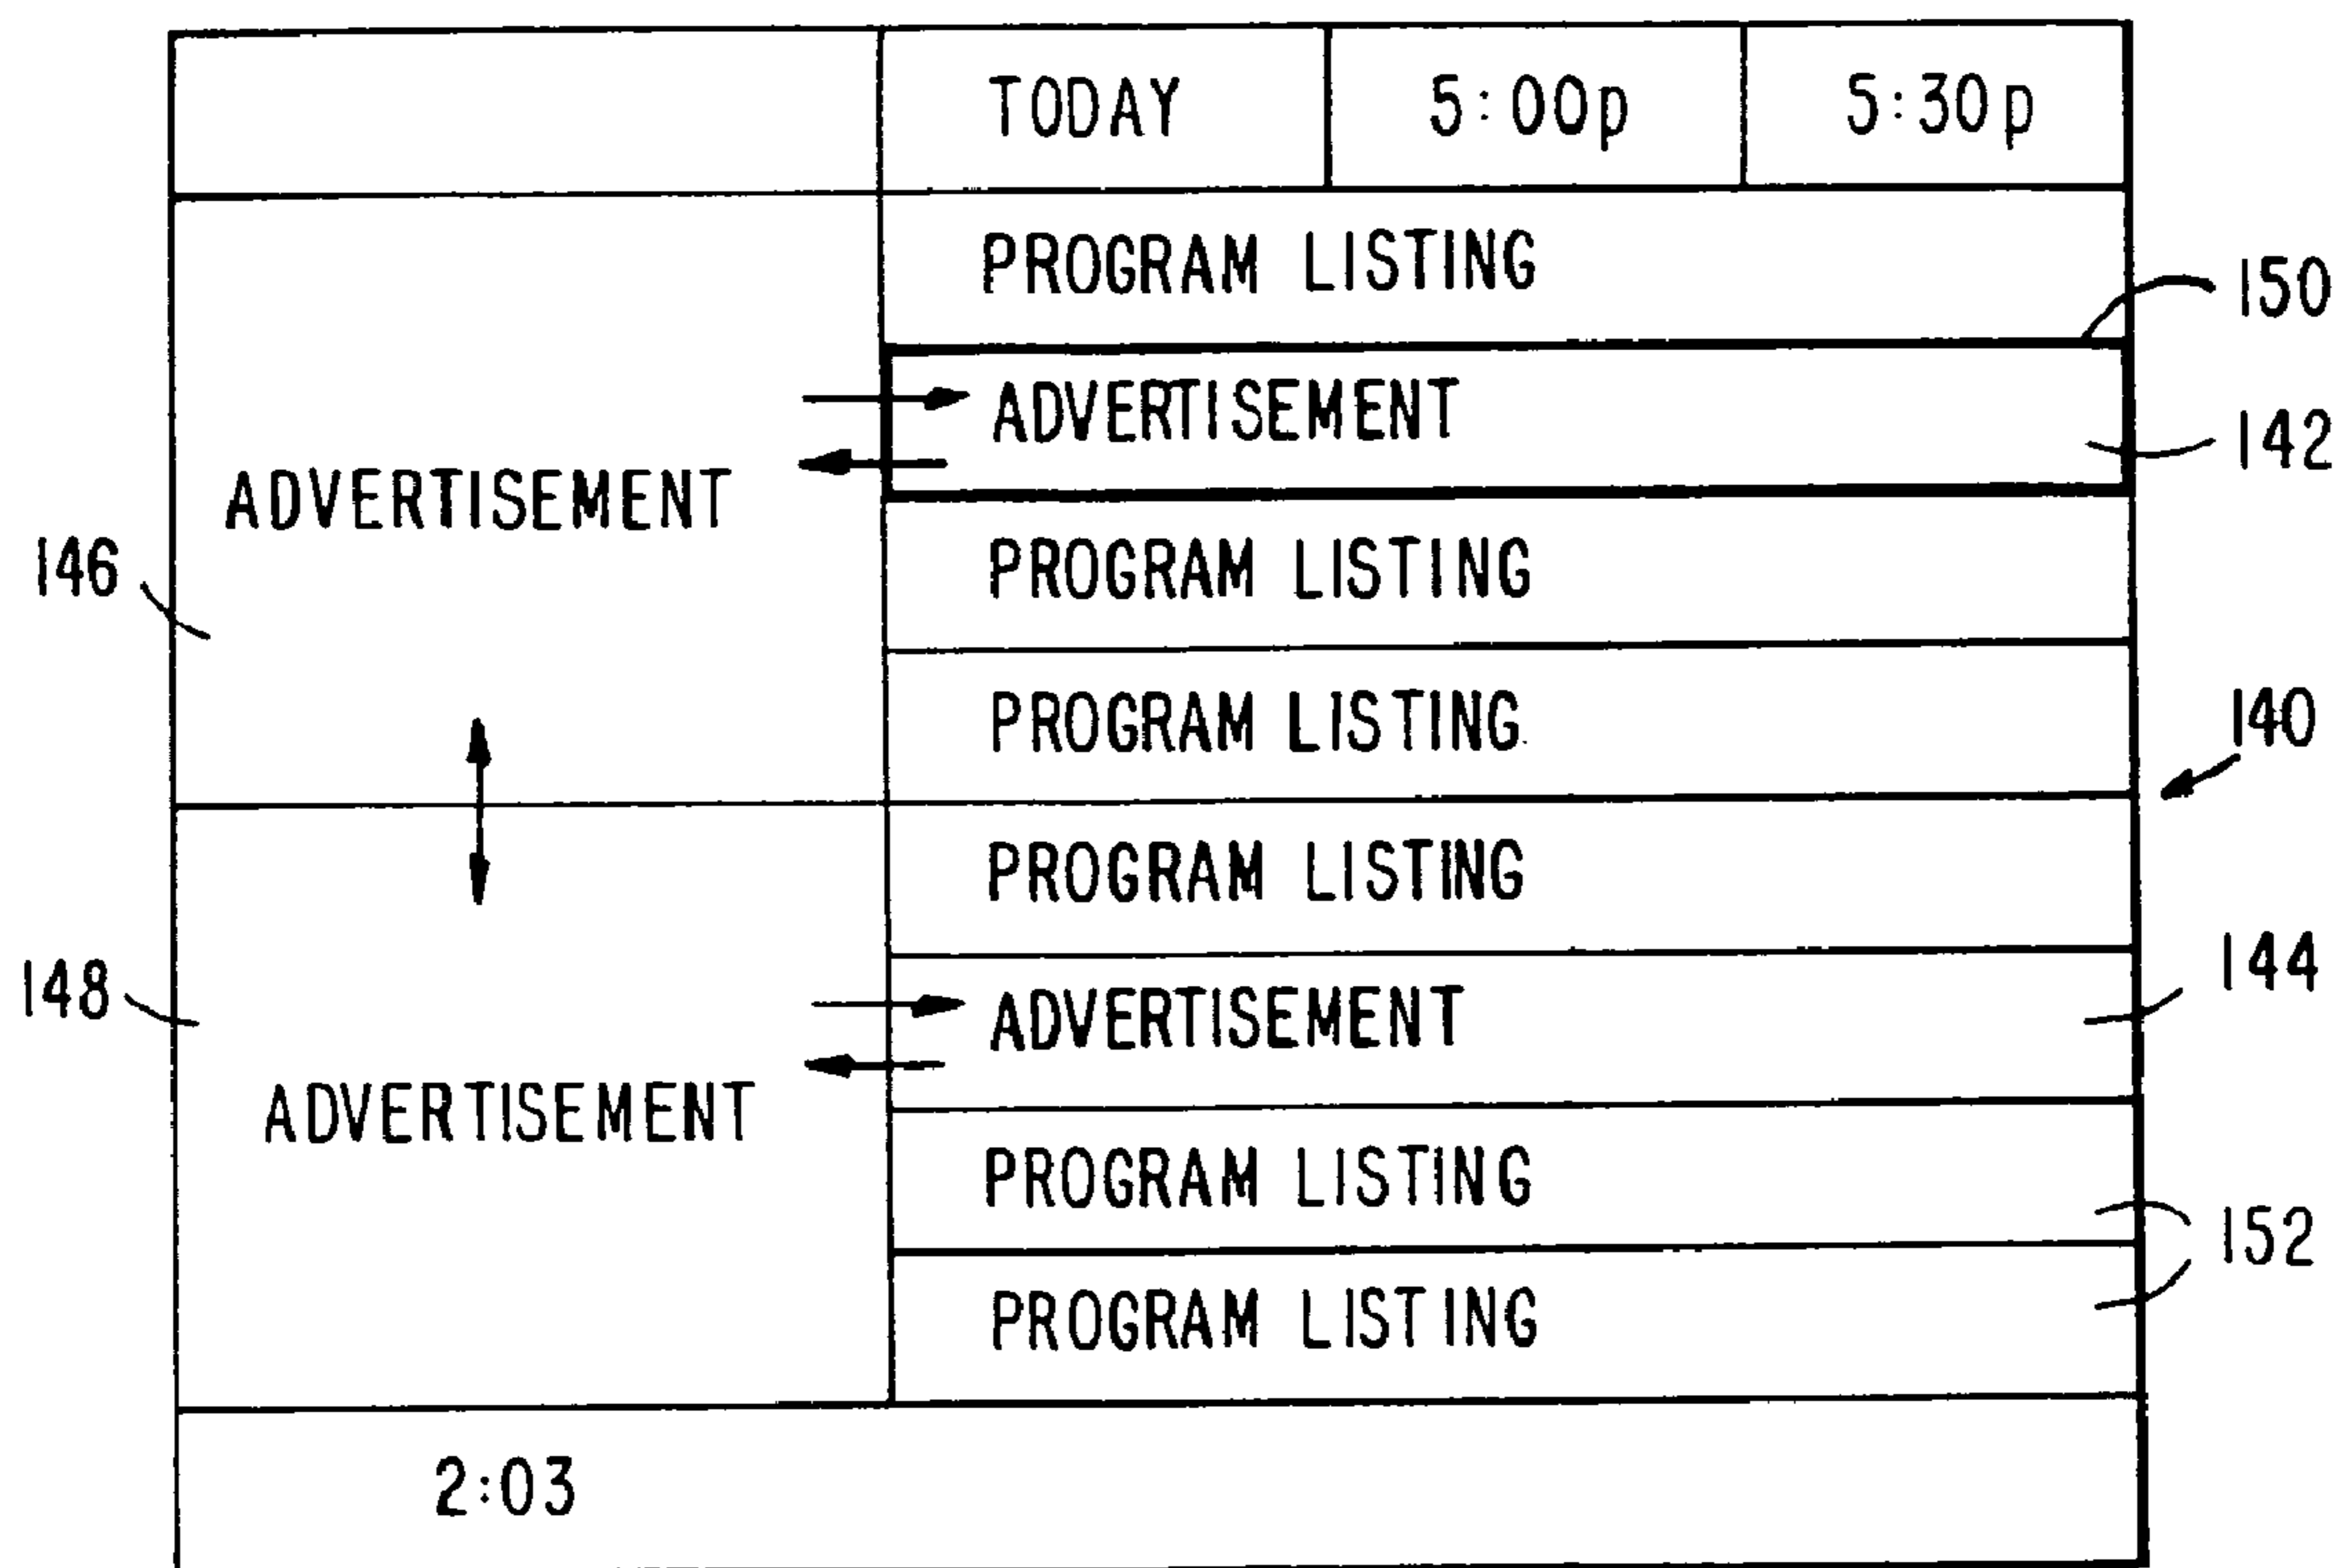 TODAY 5:00p 5:30p
PROGRAM LISTING
150
ADVERTISEMENT
142
ADVERTISEMENT
146
PROGRAM LISTING
PROGRAM LISTING
140
PROGRAM LISTING
144
148
ADVERTISEMENT
ADVERTISEMENT
PROGRAM LISTING
152
PROGRAM LISTING
2:03